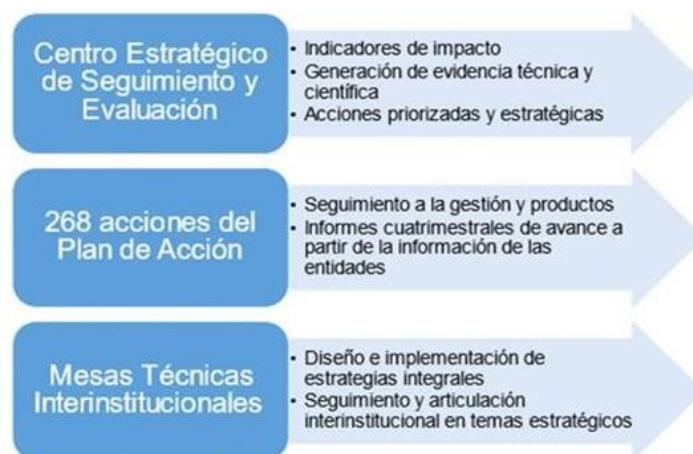 Centro Estratégico
de Seguimiento y
Evaluación
• Indicadores de impacto
• Generación de evidencia técnica y
científica
• Acciones priorizadas y estratégicas
268 acciones del
Plan de Acción
• Seguimiento a la gestión y productos
• Informes cuatrimestrales de avance a
partir de la información de las
entidades
Mesas Técnicas
Interinstitucionales
• Diseño e implementación de
estrategias integrales
• Seguimiento y articulación
interinstitucional en temas estratégicos